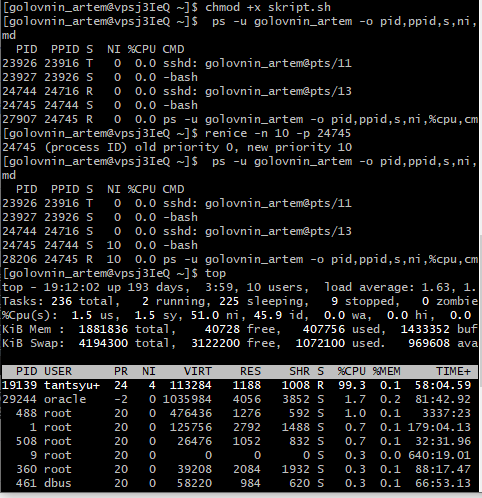 [golovnin_artem@vpsj3IeQ ~]$ chmod +x skript.sh
[golovnin_artem@vpsj3IeQ ~]$  ps -u golovnin_artem -o pid,ppid,s,ni,
md
  PID  PPID S  NI %CPU CMD
23926 23916 T   0  0.0 sshd: golovnin_artem@pts/11
23927 23926 S   0  0.0 -bash
24744 24716 R   0  0.0 sshd: golovnin_artem@pts/13
24745 24744 S   0  0.0 -bash
27907 24745 R   0  0.0 ps -u golovnin_artem -o pid,ppid,s,ni,%cpu,cm
[golovnin_artem@vpsj3IeQ ~]$ renice -n 10 -p 24745
24745 (process ID) old priority 0, new priority 10
[golovnin_artem@vpsj3IeQ ~]$  ps -u golovnin_artem -o pid,ppid,s,ni,
md
  PID  PPID S  NI %CPU CMD
23926 23916 T   0  0.0 sshd: golovnin_artem@pts/11
23927 23926 S   0  0.0 -bash
24744 24716 S   0  0.0 sshd: golovnin_artem@pts/13
24745 24744 S  10  0.0 -bash
28206 24745 R  10  0.0 ps -u golovnin_artem -o pid,ppid,s,ni,%cpu,cm
[golovnin_artem@vpsj3IeQ ~]$ top
top - 19:12:02 up 193 days,  3:59, 10 users,  load average: 1.63, 1.
Tasks: 236 total,   2 running, 225 sleeping,   9 stopped,   0 zombie
%Cpu(s):  1.5 us,  1.5 sy, 51.0 ni, 45.9 id,  0.0 wa,  0.0 hi,  0.0
KiB Mem :  1881836 total,    40728 free,   407756 used,  1433352 buf
KiB Swap:  4194300 total,  3122200 free,  1072100 used.   969608 ava
  PID USER      PR  NI    VIRT    RES    SHR S %CPU %MEM     TIME+
19139 tantsyu+  24   4  113284   1188   1008 R 99.3  0.1  58:04.59
29244 oracle    -2   0 1035984   4056   3852 S  1.7  0.2  81:42.92
  488 root      20   0  476436   1276    592 S  1.0  0.1   3337:23
    1 root      20   0  125756   2792   1488 S  0.7  0.1 179:04.13
  508 root      20   0   26476   1052    832 S  0.7  0.1  32:31.96
    9 root      20   0       0      0      0 S  0.3  0.0 640:19.01
  360 root      20   0   39208   2084   1932 S  0.3  0.1  88:17.47
  461 dbus      20   0   58220    984    620 S  0.3  0.1  66:53.13